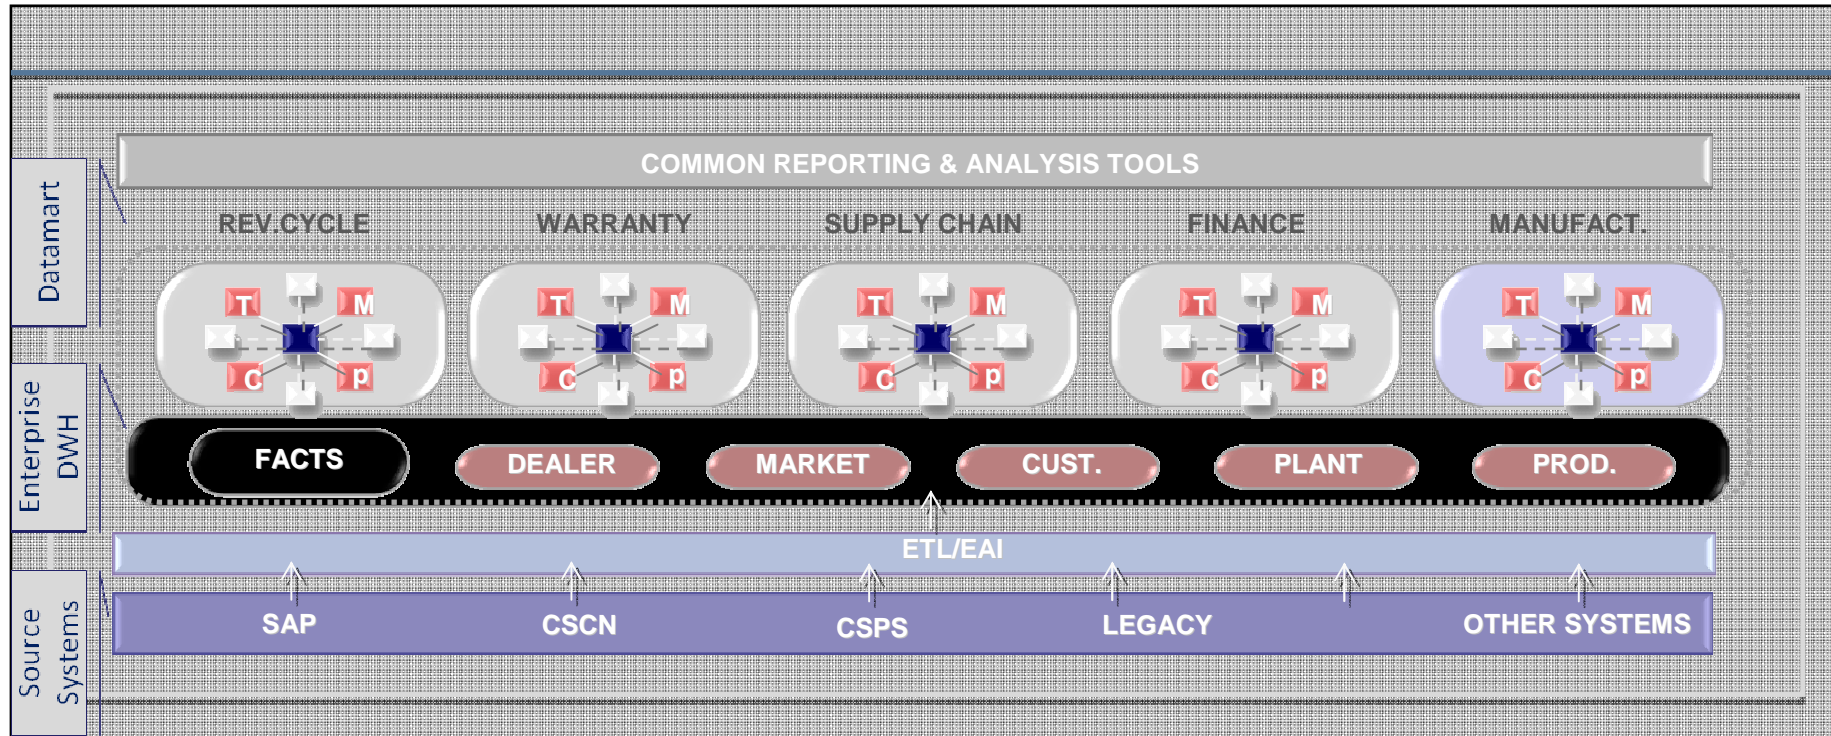 COMMON REPORTING & ANALYSIS TOOLS
Datamart
REV.CYCLE WARRANTY SUPPLY CHAIN FINANCE MANUFACT.
T M T M T M T M T M
C p C p C p C p C p
Enterprise
DWH
FACTS DEALER MARKET CUST. PLANT PROD.
ETL/EAI
Source
Systems
SAP CSCN CSPS LEGACY OTHER SYSTEMS